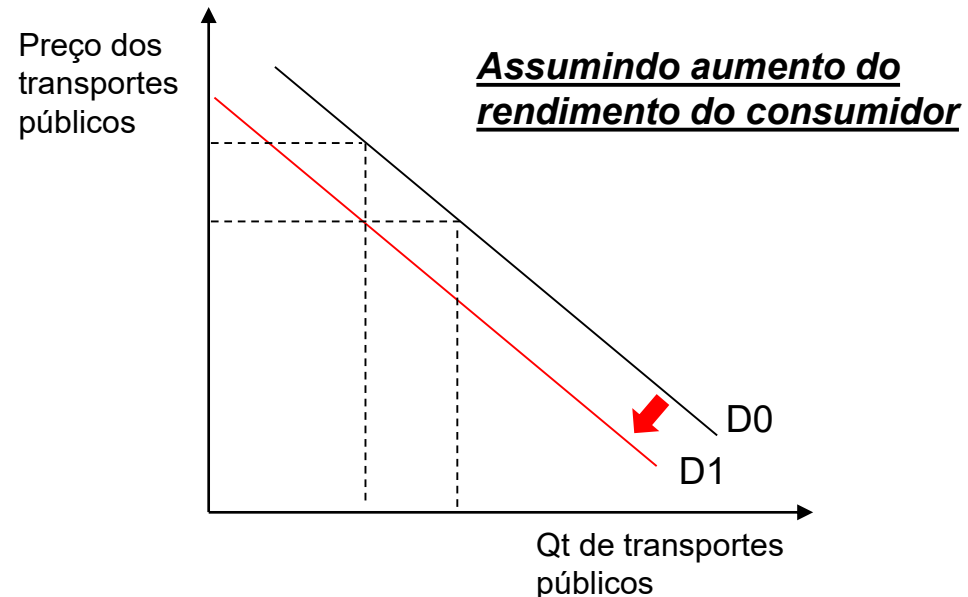 Preço dos
transportes
públicos
Assumindo aumento do
rendimento do consumidor
D0
D1
Qt de transportes
públicos